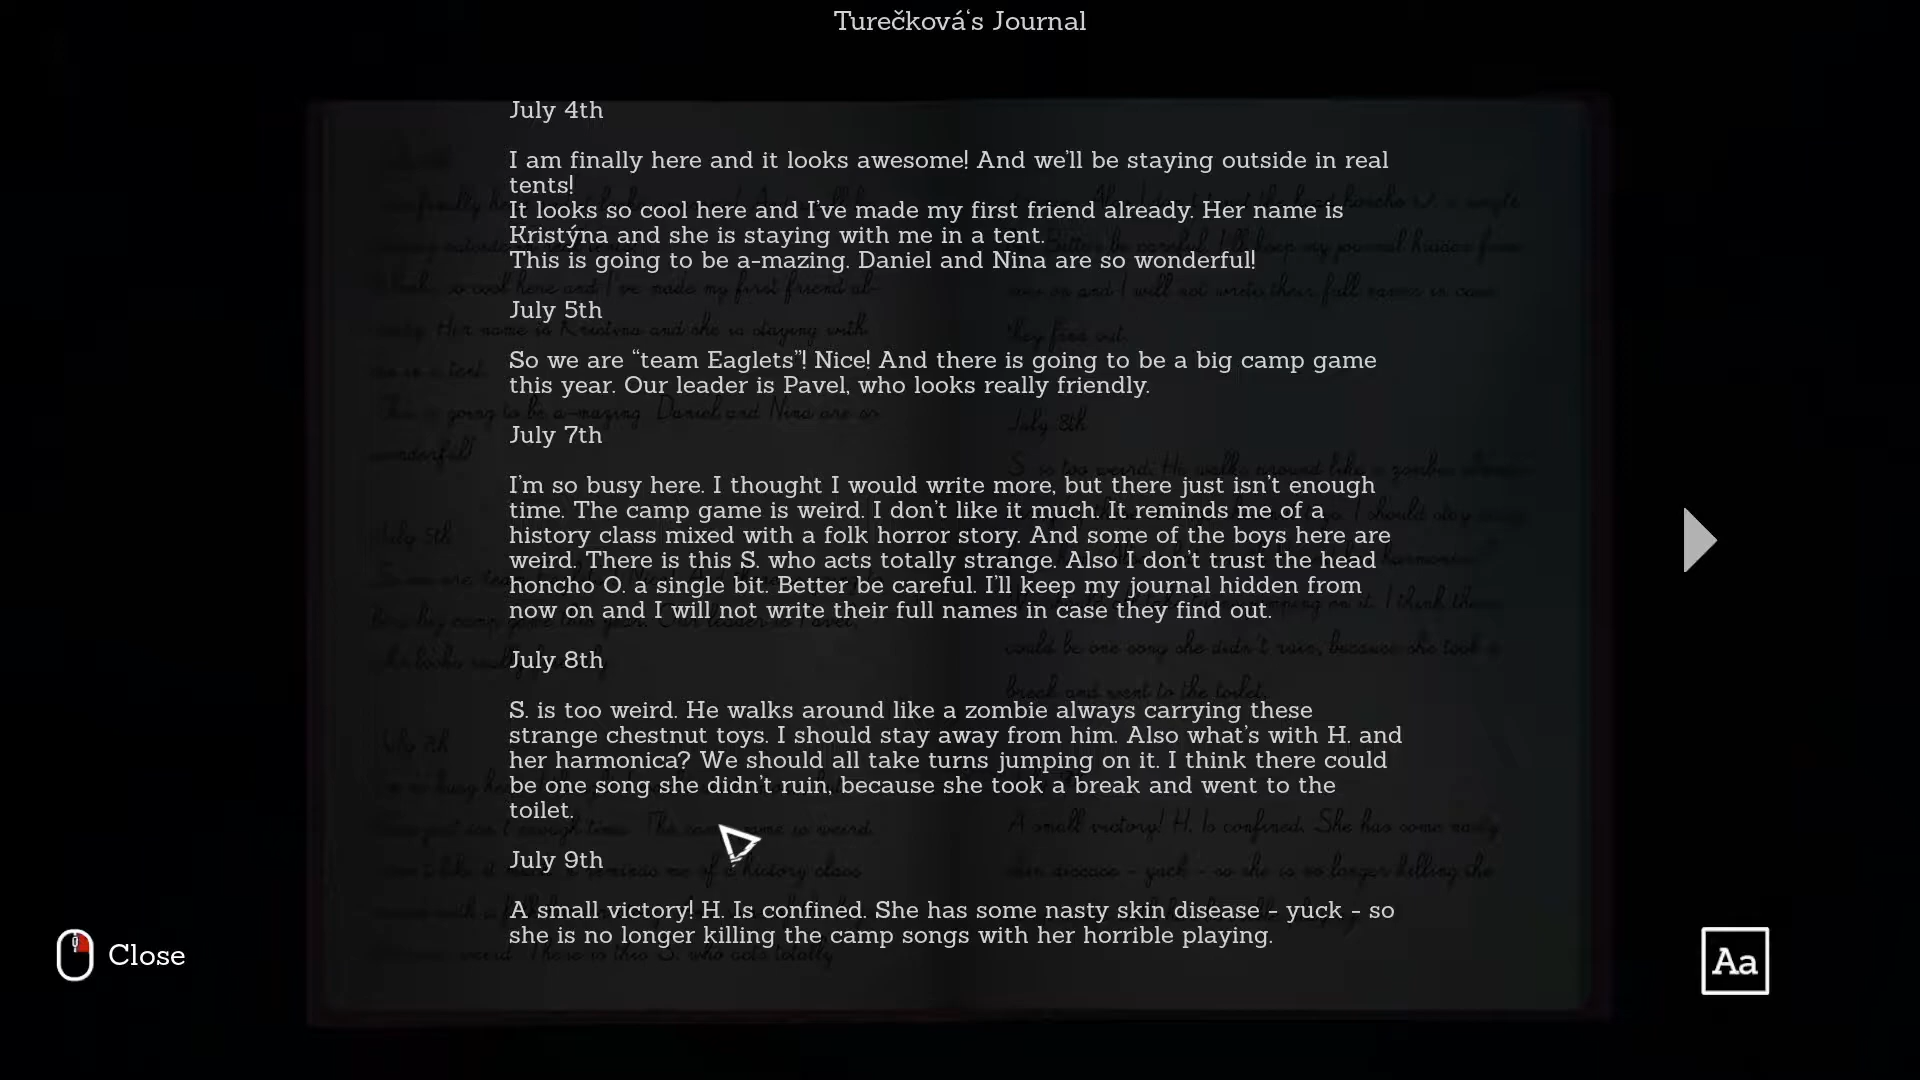 Turečková‘s Journal
July 4th
I am finally here and it looks awesome! And we'll be staying outside in real
tents!
It looks so cool here and I've made my first friend already. Her name is
Kristýna and she is staying with me in a tent.
This is going to be a-mazing. Daniel and Nina are so wonderful!
July 5th
So we are “team Eaglets”! Nice! And there is going to be a big camp game
this year. Our leader is Pavel, who looks really friendly.
July 7th
I'm so busy here. I thought I would write more, but there just isn't enough
time. The camp game is weird. I don't like it much. It reminds me of a
history class mixed with a folk horror story. And some of the boys here are
weird. There is this S. who acts totally strange. Also I don't trust the head
honcho O. a single bit. Better be careful. I'll keep my journal hidden from
now on and I will not write their full names in case they find out.
July 8th
S. is too weird. He walks around like a zombie always carrying these
strange chestnut toys. I should stay away from him. Also what's with H. and
her harmonica? We should all take turns jumping on it. I think there could
be one song she didn't ruin, because she took a break and went to the
toilet.
July 9th
A small victory! H. Is confined. She has some nasty skin disease - yuck - so
she is no longer killing the camp songs with her horrible playing.
Close
Aa